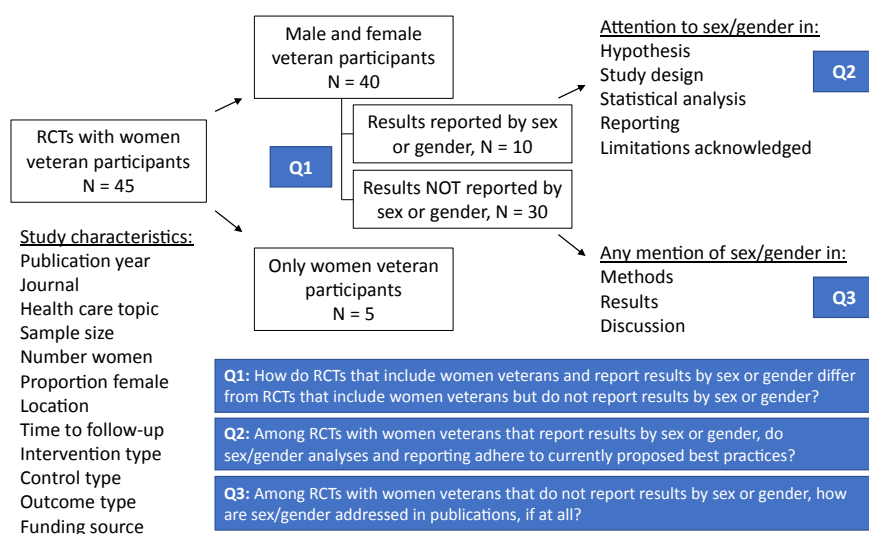 Male and female
veteran participants
N = 40
RCTs with women
veteran participants
N = 45
Q1
Results reported by sex
or gender, N = 10
Results NOT reported by
sex or gender, N = 30
Only women veteran
participants
N = 5
Attention to sex/gender in:
Hypothesis
Study design
Statistical analysis
Reporting
Limitations acknowledged
Q2
Any mention of sex/gender in:
Methods
Results
Discussion
Q3
Study characteristics:
Publication year
Journal
Health care topic
Sample size
Number women
Proportion female
Location
Time to follow-up
Intervention type
Control type
Outcome type
Funding source
Q1: How do RCTs that include women veterans and report results by sex or gender differ
from RCTs that include women veterans but do not report results by sex or gender?
Q2: Among RCTs with women veterans that report results by sex or gender, do
sex/gender analyses and reporting adhere to currently proposed best practices?
Q3: Among RCTs with women veterans that do not report results by sex or gender, how
are sex/gender addressed in publications, if at all?